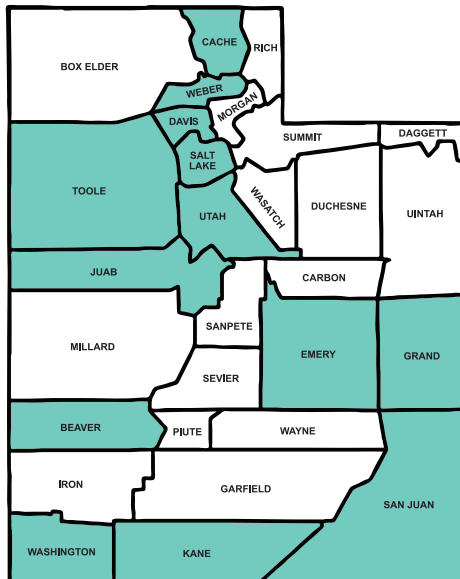 CACHE
RICH
BOX ELDER
WEBER
MORGAN
DAVIS
SUMMIT
DAGGETT
SALT
LAKE
TOOLE
WASATCH
DUCHESNE
UINTAH
UTAH
JUAB
CARBON
SANPETE
MILLARD
EMERY
GRAND
SEVIER
BEAVER
PIUTE
WAYNE
IRON
GARFIELD
SAN JUAN
WASHINGTON
KANE